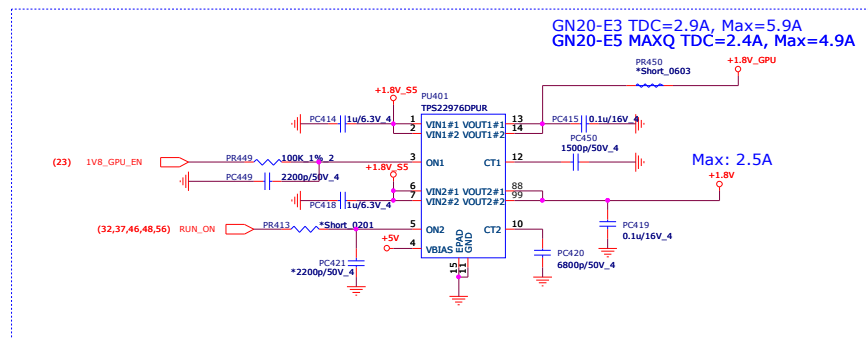 GN20-E3 TDC=2.9A, Max=5.9A
GN20-E5 MAXQ TDC=2.4A, Max=4.9A
PR450
*Short_0603
+1.8V_GPU
+1.8V_S5
PU401
TPS22976DPUR
PC414
1u/6.3V_4
1
2
VIN1#1
VIN1#2
VOUT1#1
VOUT1#2
13
14
PC415
0.1u/16V_4
PC450
1500p/50V_4
(23)
1V8_GPU_EN
PR449
100K_1%_2
3
ON1
CT1
12
PC449
2200p/50V_4
+1.8V_S5
Max: 2.5A
+1.8V
PC418
1u/6.3V_4
6
7
VIN2#1
VIN2#2
VOUT2#1
VOUT2#2
88
99
(32,37,46,48,56)
RUN_ON
PR413
*Short_0201
5
ON2
CT2
10
PC419
0.1u/16V_4
+5V
4
VBIAS
EPAD
GND
15
11
PC421
*2200p/50V_4
PC420
6800p/50V_4